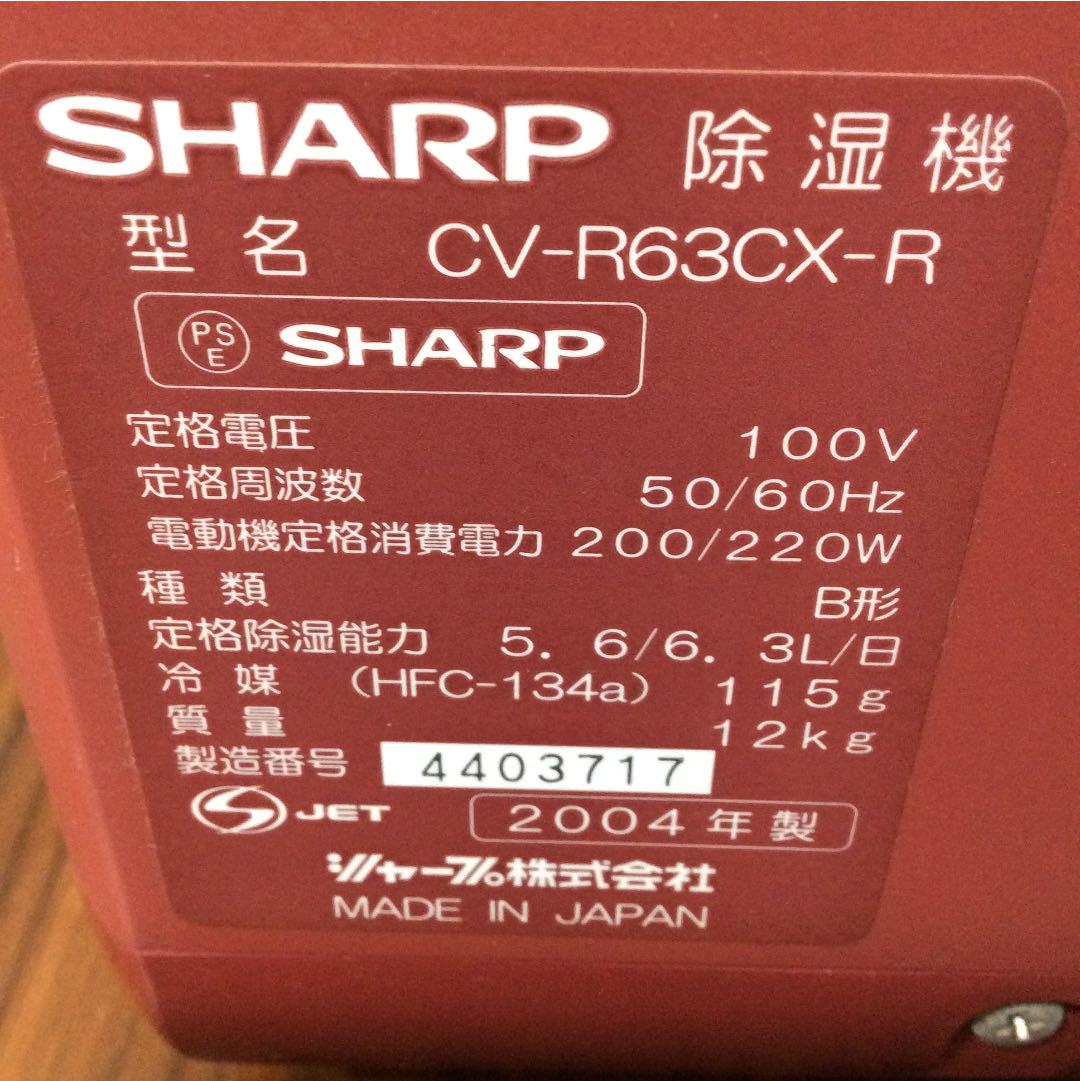 SHARP 除湿機
型名 CV-R63CX-R
PSE SHARP
定格電圧 100V
定格周波数 50/60Hz
電動機定格消費電力 200/220W
種類 B形
定格除湿能力 5.6/6.3L/日
冷媒 (HFC-134a) 115g
質量 12kg
製造番号 4403717
JET 2004年製
シャープ株式会社
MADE IN JAPAN